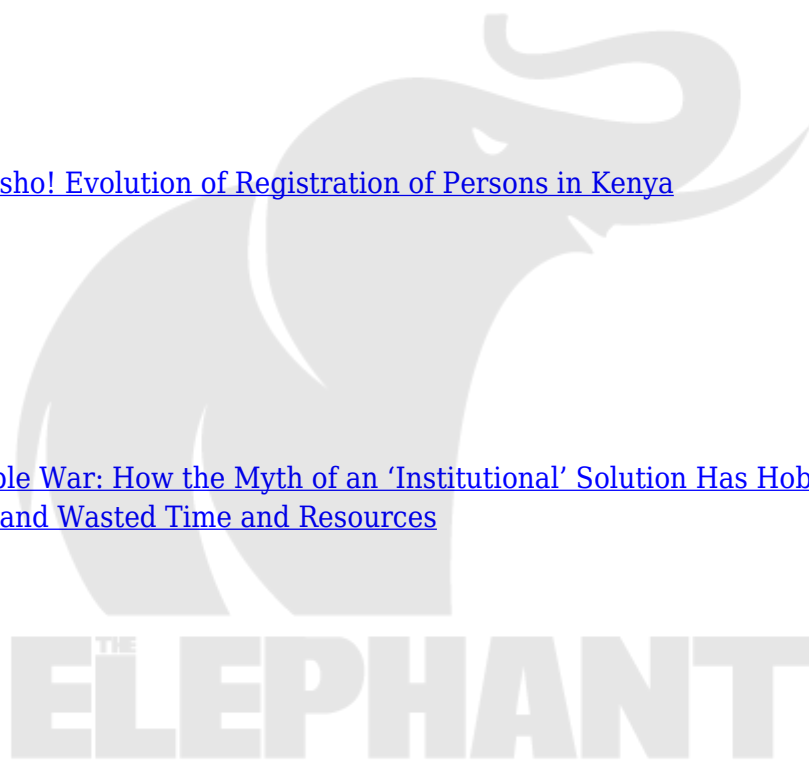 sho! Evolution of Registration of Persons in Kenya
ble War: How the Myth of an ‘Institutional’ Solution Has Hob
and Wasted Time and Resources
THE
ELEPHANT